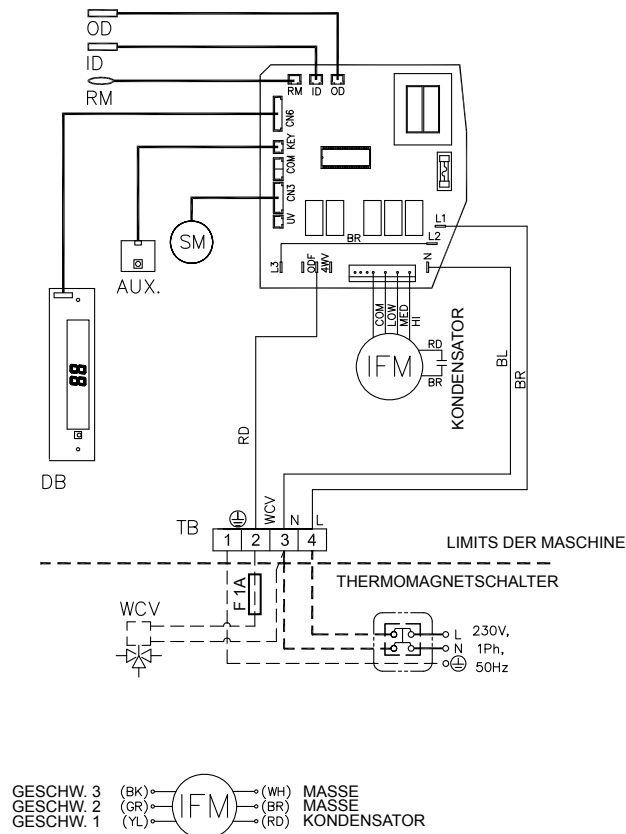 OD
ID
RM
RM ID OD
CN6
KEY
COM
CN3
UV
SM
AUX.
L1
L2
BR
L3
ODF
4WV
N
COM
LOW
MED
HI
IFM
RD
BR
KONDENSATOR
BL
BR
RD
88
DB
WCV
N L
TB
1 2 3 4
LIMITS DER MASCHINE
THERMOMAGNETSCHALTER
F 1A
WCV
L
N
230V,
1Ph,
50Hz
GESCHW. 3 (BK) (WH) MASSE
GESCHW. 2 (GR) IFM (BR) MASSE
GESCHW. 1 (YL) (RD) KONDENSATOR